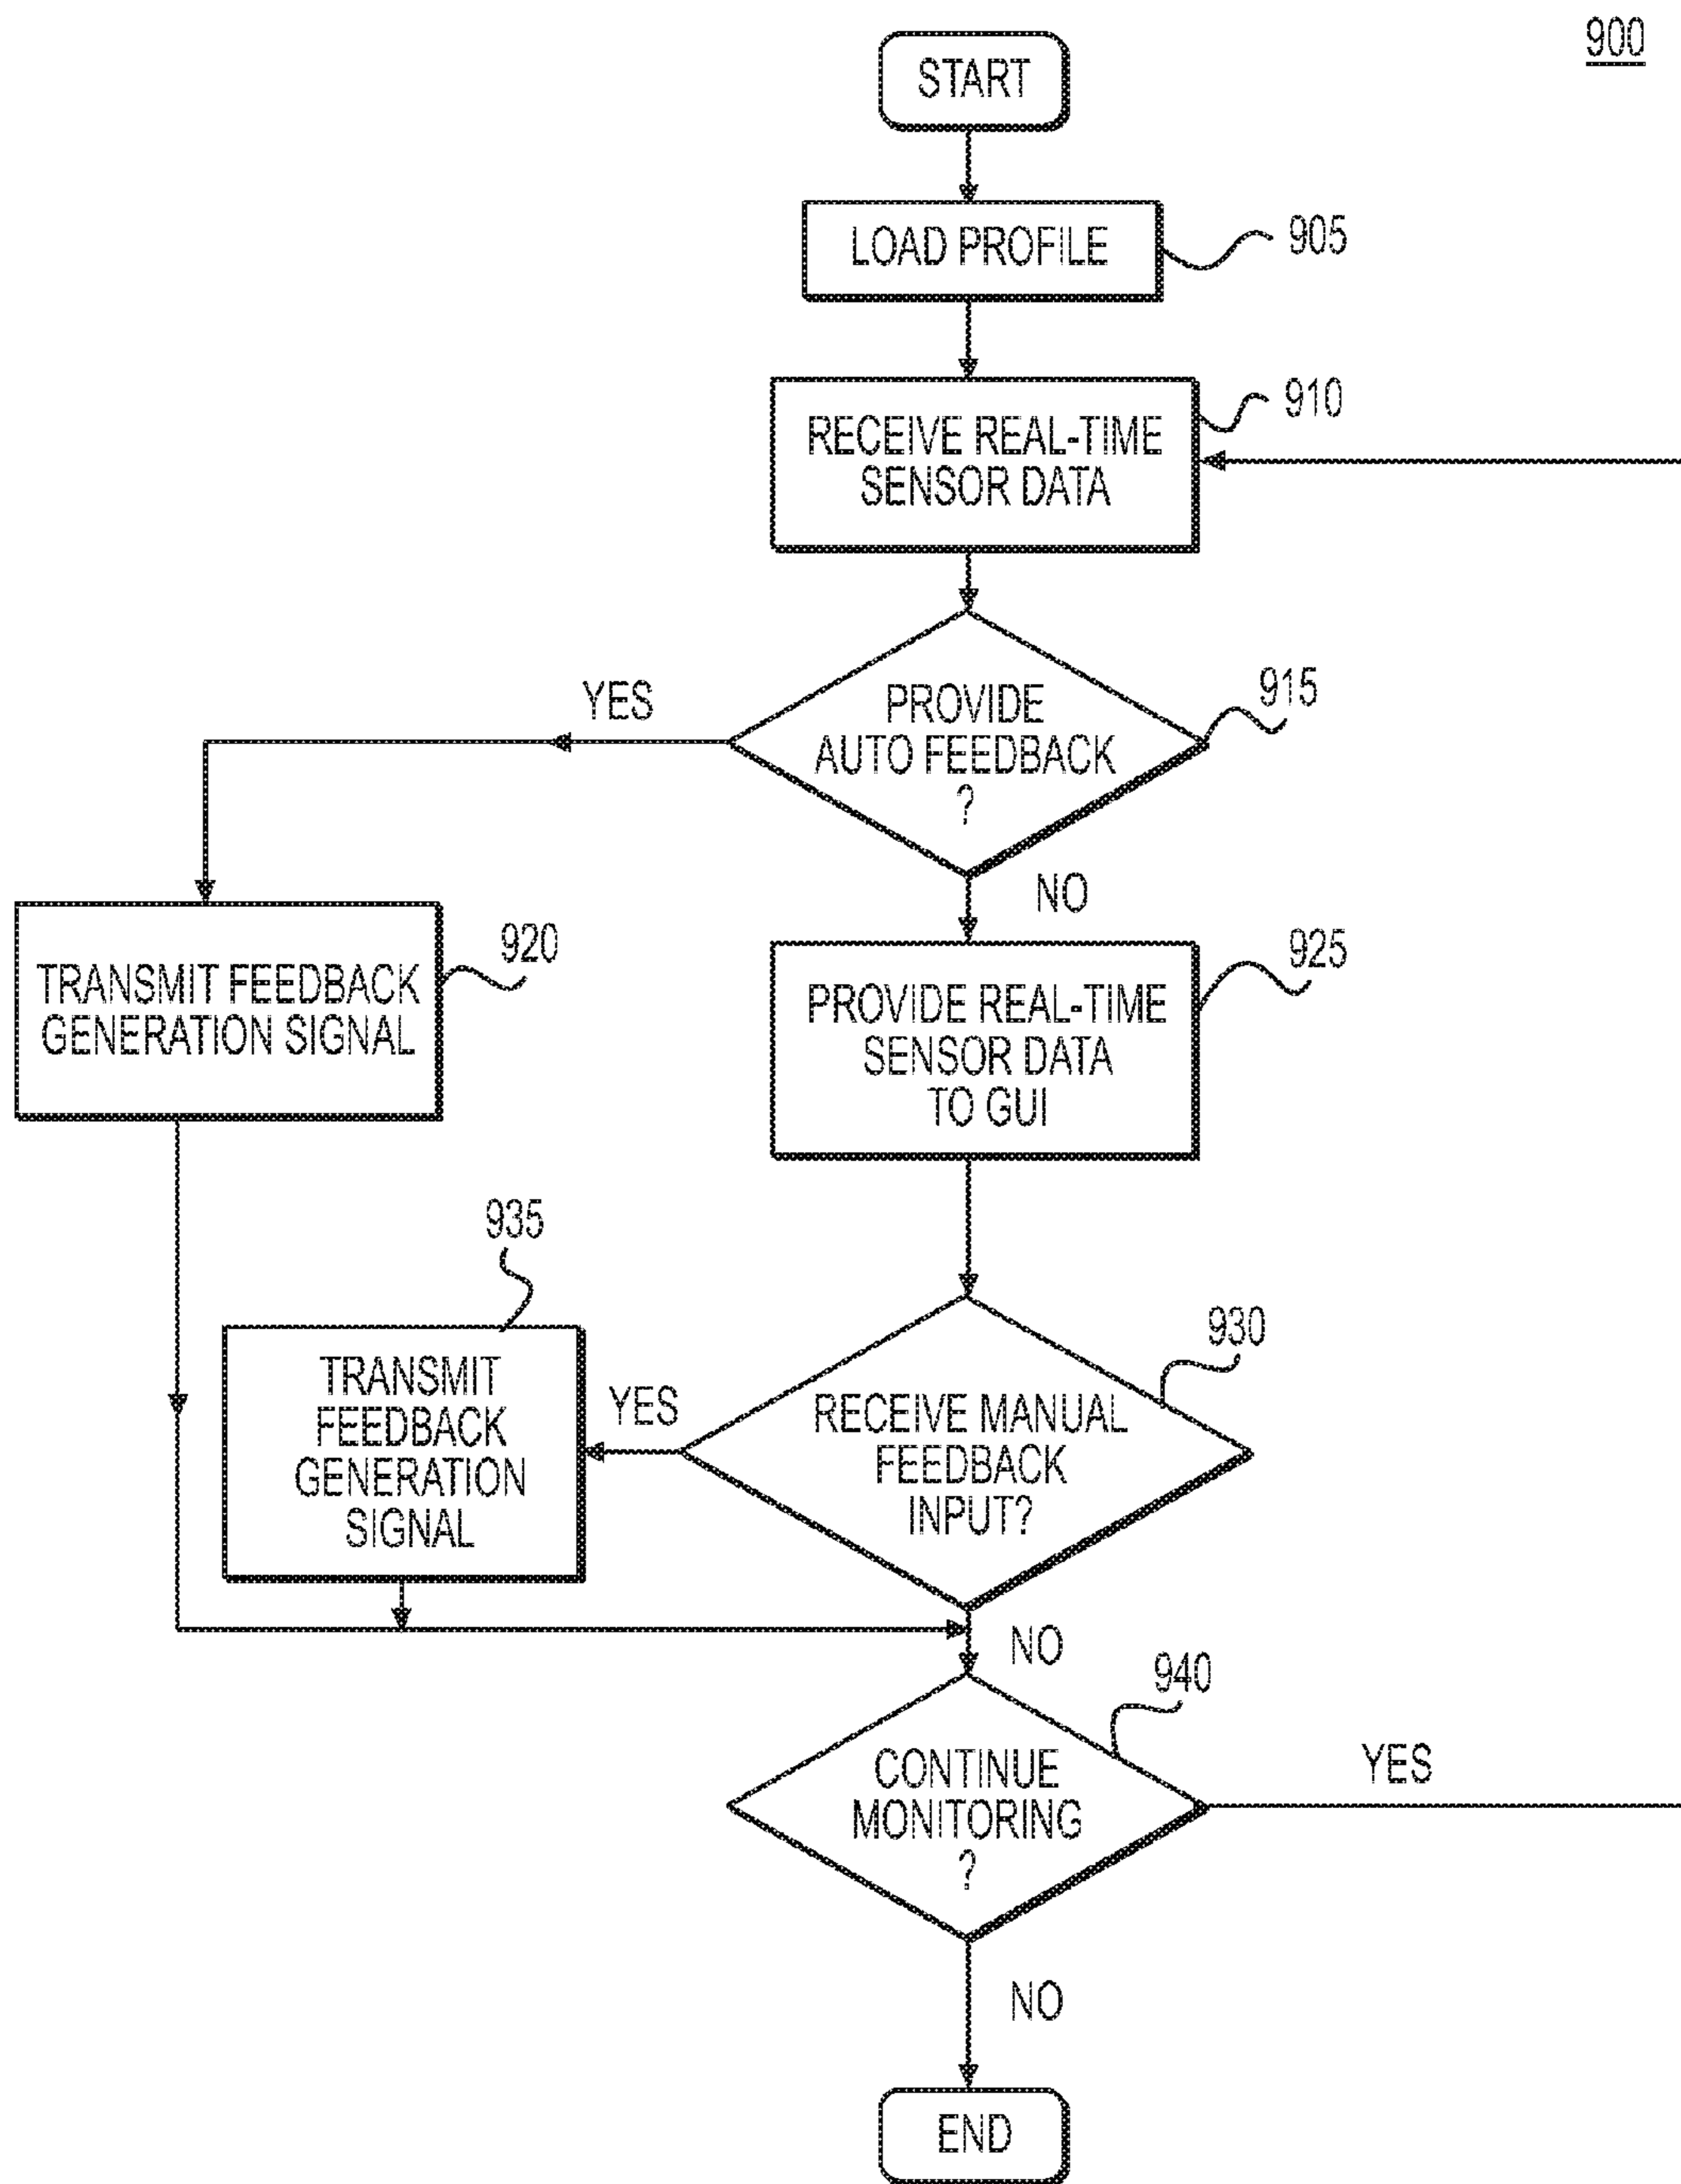 900
START
LOAD PROFILE
905
RECEIVE REAL-TIME
SENSOR DATA
910
PROVIDE
AUTO FEEDBACK
?
915
YES
NO
TRANSMIT FEEDBACK
GENERATION SIGNAL
920
PROVIDE REAL-TIME
SENSOR DATA
TO GUI
925
935
TRANSMIT
FEEDBACK
GENERATION
SIGNAL
YES
RECEIVE MANUAL
FEEDBACK
INPUT?
930
NO
CONTINUE
MONITORING
?
940
YES
NO
END